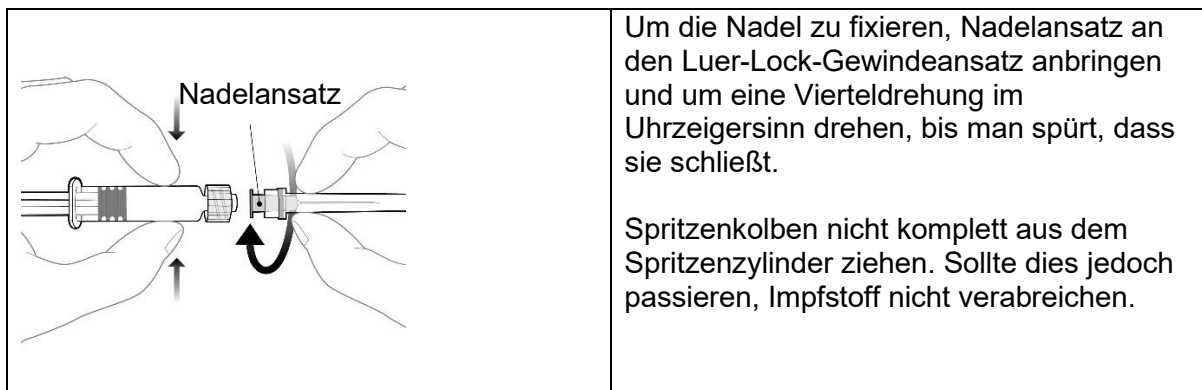 Nadelansatz
Um die Nadel zu fixieren, Nadelansatz an
den Luer-Lock-Gewindeansatz anbringen
und um eine Vierteldrehung im
Uhrzeigersinn drehen, bis man spürt, dass
sie schließt.
Spritzenkolben nicht komplett aus dem
Spritzenzylinder ziehen. Sollte dies jedoch
passieren, Impfstoff nicht verabreichen.